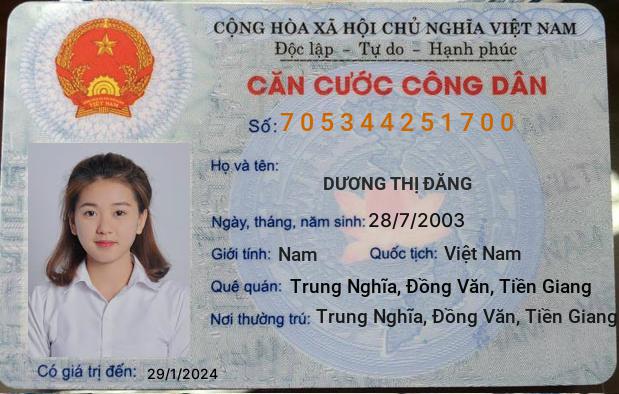 CỘNG HÒA XÃ HỘI CHỦ NGHĨA VIỆT NAM
Độc lập - Tự do - Hạnh phúc
CĂN CƯỚC CÔNG DÂN
Số: 705344251700
Họ và tên:
DƯƠNG THỊ ĐĂNG
Ngày, tháng, năm sinh: 28/7/2003
Giới tính: Nam Quốc tịch: Việt Nam
Quê quán: Trung Nghĩa, Đồng Văn, Tiền Giang
Nơi thường trú: Trung Nghĩa, Đồng Văn, Tiền Giang
Có giá trị đến: 29/1/2024
VIỆT NAM